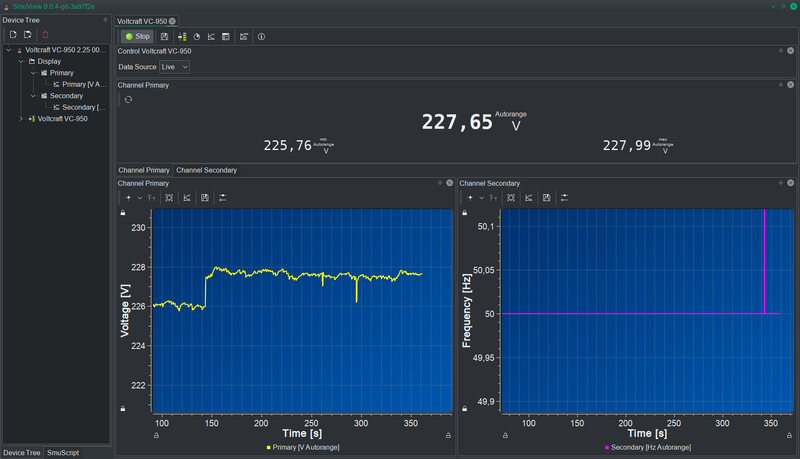 SmuView 0.0.4-git-3a97f2e
Device Tree
Voltcraft VC-950 2.25 00...
Display
Primary
Primary [V A...
Secondary
Secondary [...
Voltcraft VC-950
Device Tree
SmuScript
Voltcraft VC-950
Stop
Control Voltcraft VC-950
Data Source
Live
Channel Primary
227,65
Autorange
V
225,76
min
Autorange
V
227,99
max
Autorange
V
Channel Primary
Channel Secondary
Channel Primary
230
228
226
224
222
Voltage [V]
100
150
200
250
300
350
Time [s]
Primary [V Autorange]
Channel Secondary
50,1
50,05
50
49,95
49,9
Frequency [Hz]
100
150
200
250
300
350
Time [s]
Secondary [Hz Autorange]